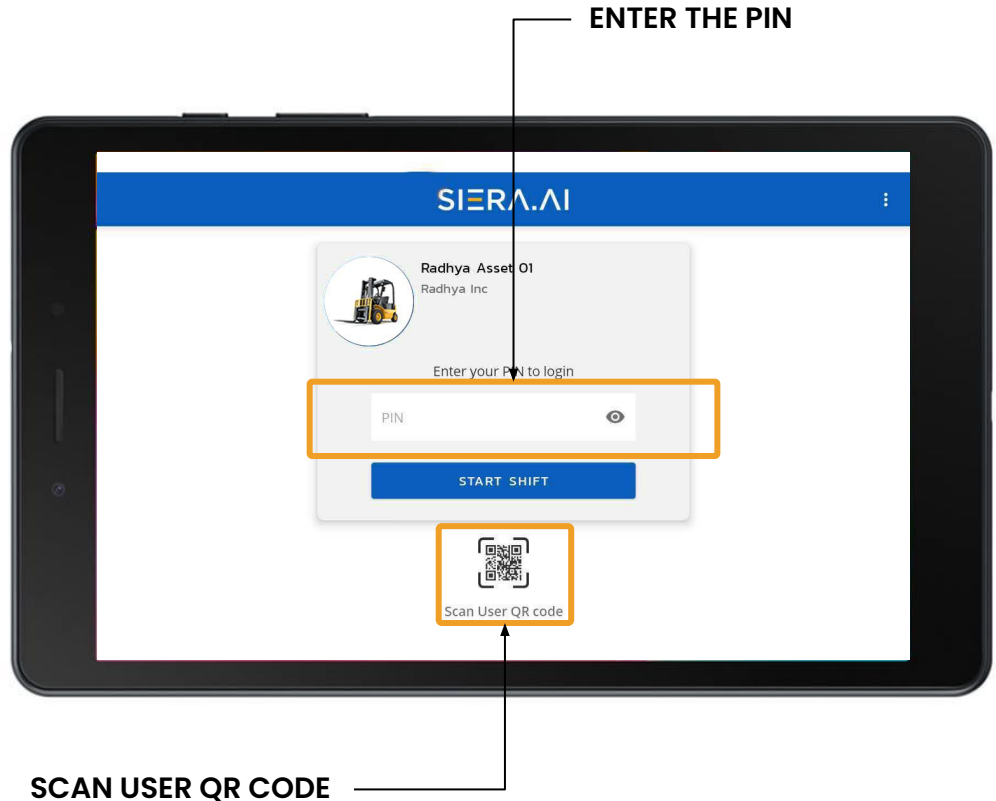 ENTER THE PIN
SIERA.AI
Radhya Asset 01
Radhya Inc
Enter your PIN to login
PIN
START SHIFT
Scan User QR code
SCAN USER QR CODE